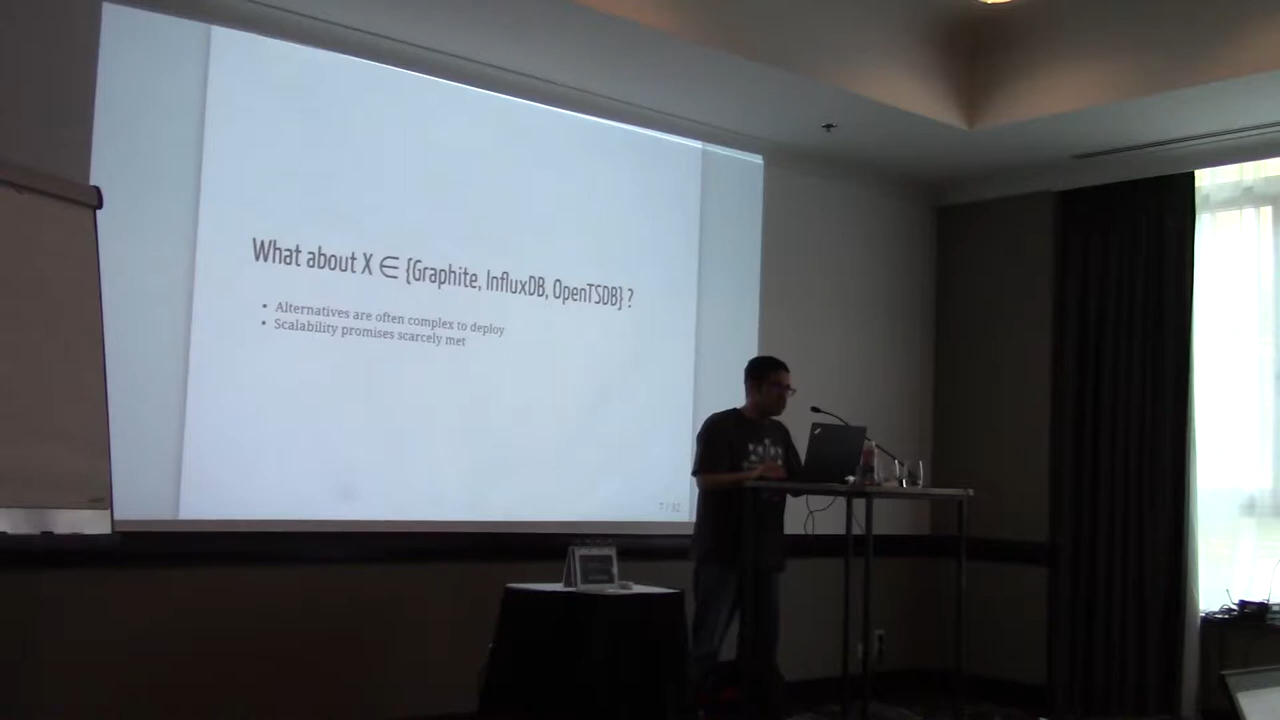 What about X ∈ {Graphite, InfluxDB, OpenTSDB} ?
• Alternatives are often complex to deploy
• Scalability promises scarcely met
7 / 32